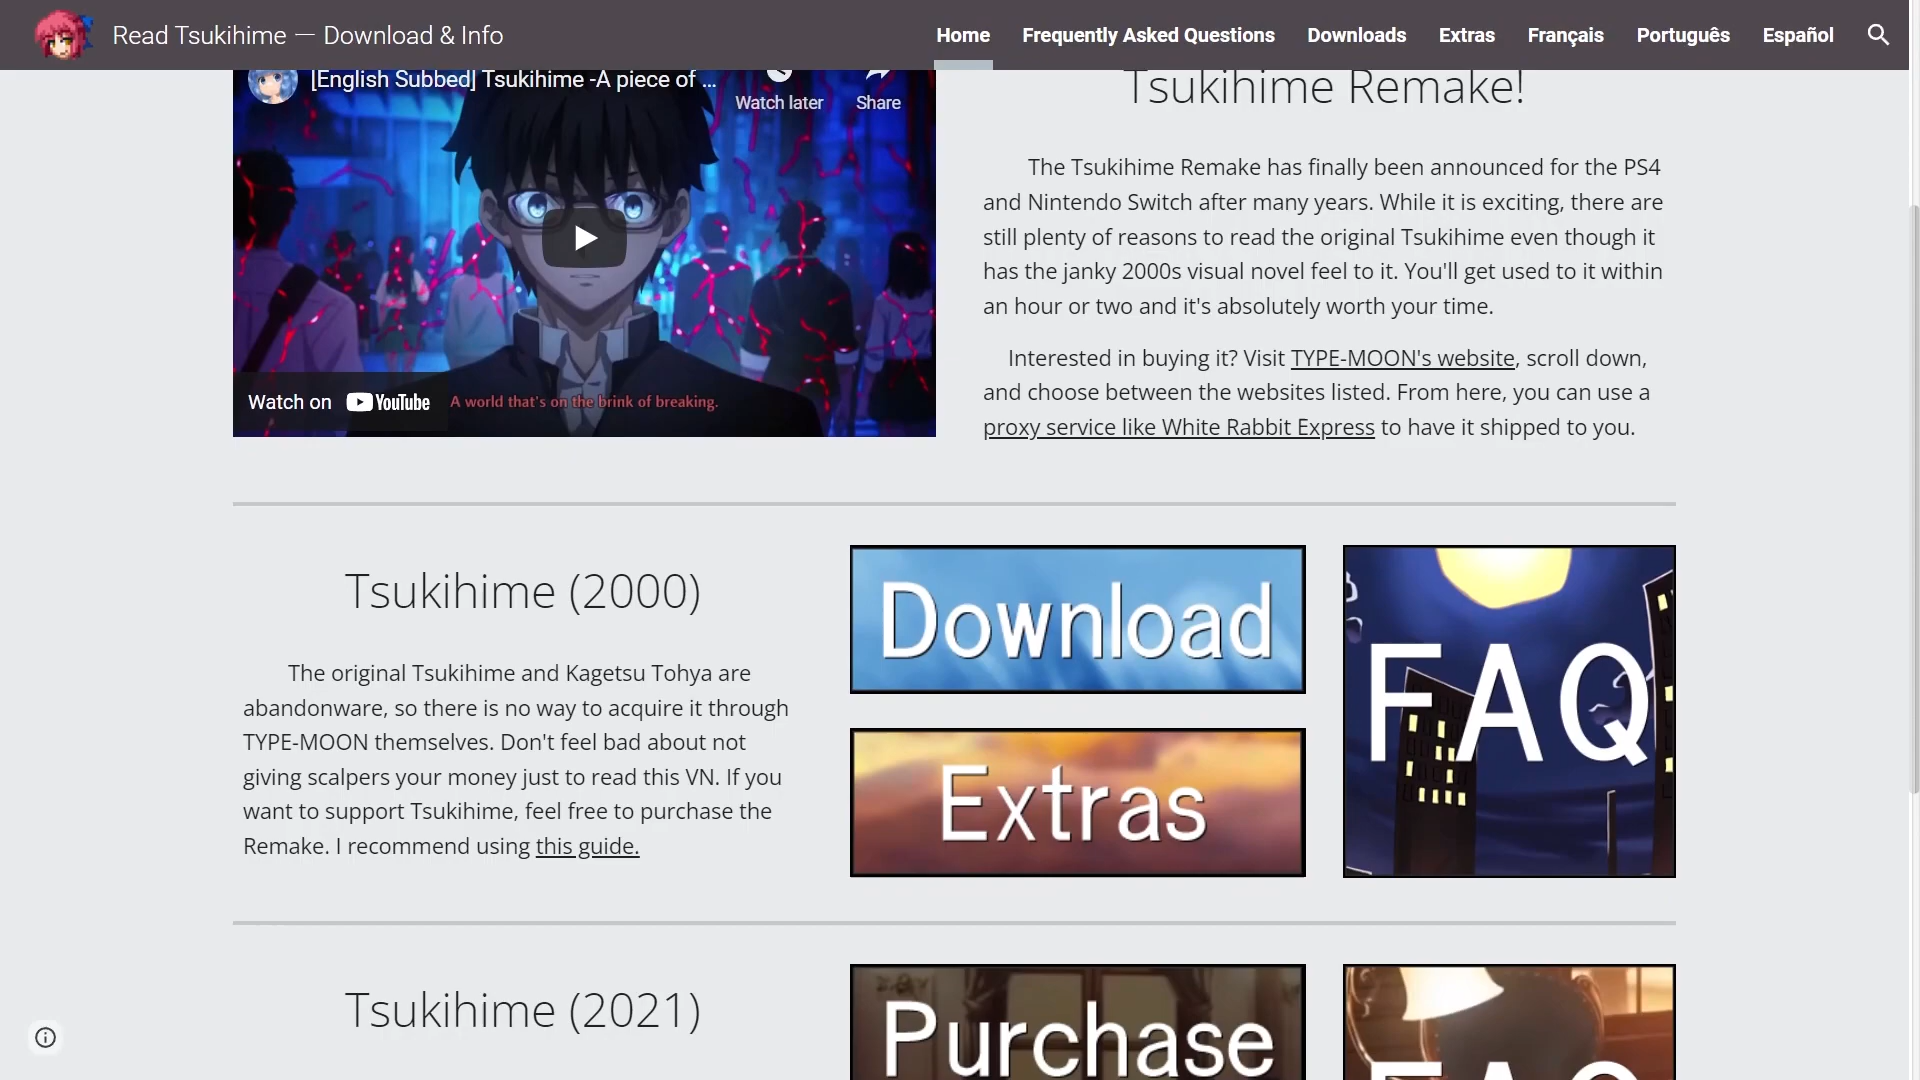 Read Tsukihime — Download & Info
Home
Frequently Asked Questions
Downloads
Extras
Français
Português
Español
[English Subbed] Tsukihime -A piece of ...
Watch later
Share
Watch on YouTube
A world that's on the brink of breaking.
Tsukihime Remake!
The Tsukihime Remake has finally been announced for the PS4
and Nintendo Switch after many years. While it is exciting, there are
still plenty of reasons to read the original Tsukihime even though it
has the janky 2000s visual novel feel to it. You'll get used to it within
an hour or two and it's absolutely worth your time.
Interested in buying it? Visit TYPE-MOON's website, scroll down,
and choose between the websites listed. From here, you can use a
proxy service like White Rabbit Express to have it shipped to you.
Tsukihime (2000)
The original Tsukihime and Kagetsu Tohya are
abandonware, so there is no way to acquire it through
TYPE-MOON themselves. Don't feel bad about not
giving scalpers your money just to read this VN. If you
want to support Tsukihime, feel free to purchase the
Remake. I recommend using this guide.
Download
Extras
FAQ
Tsukihime (2021)
Purchase
FAQ